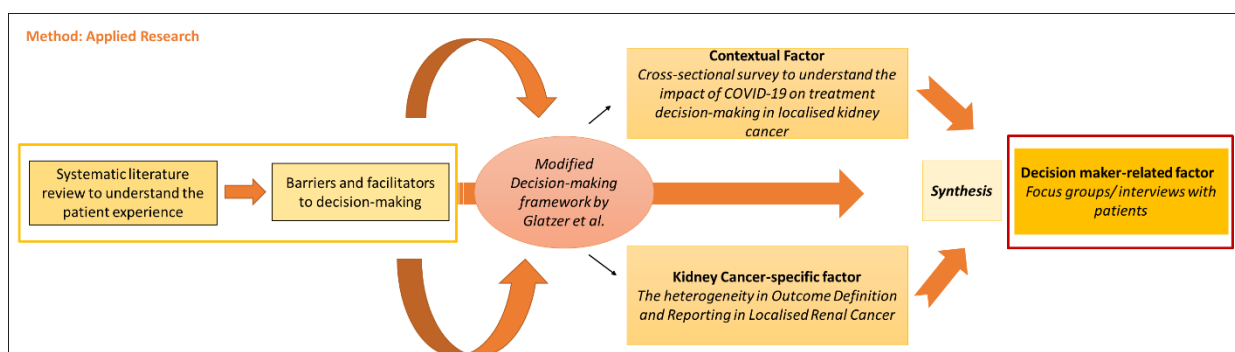 Method: Applied Research
Systematic literature
review to understand the
patient experience
Barriers and facilitators
to decision-making
Modified
Decision-making
framework by
Glatzer et al.
Contextual Factor
Cross-sectional survey to understand the
impact of COVID-19 on treatment
decision-making in localised kidney
cancer
Kidney Cancer-specific factor
The heterogeneity in Outcome Definition
and Reporting in Localised Renal Cancer
Synthesis
Decision maker-related factor
Focus groups/ interviews with
patients